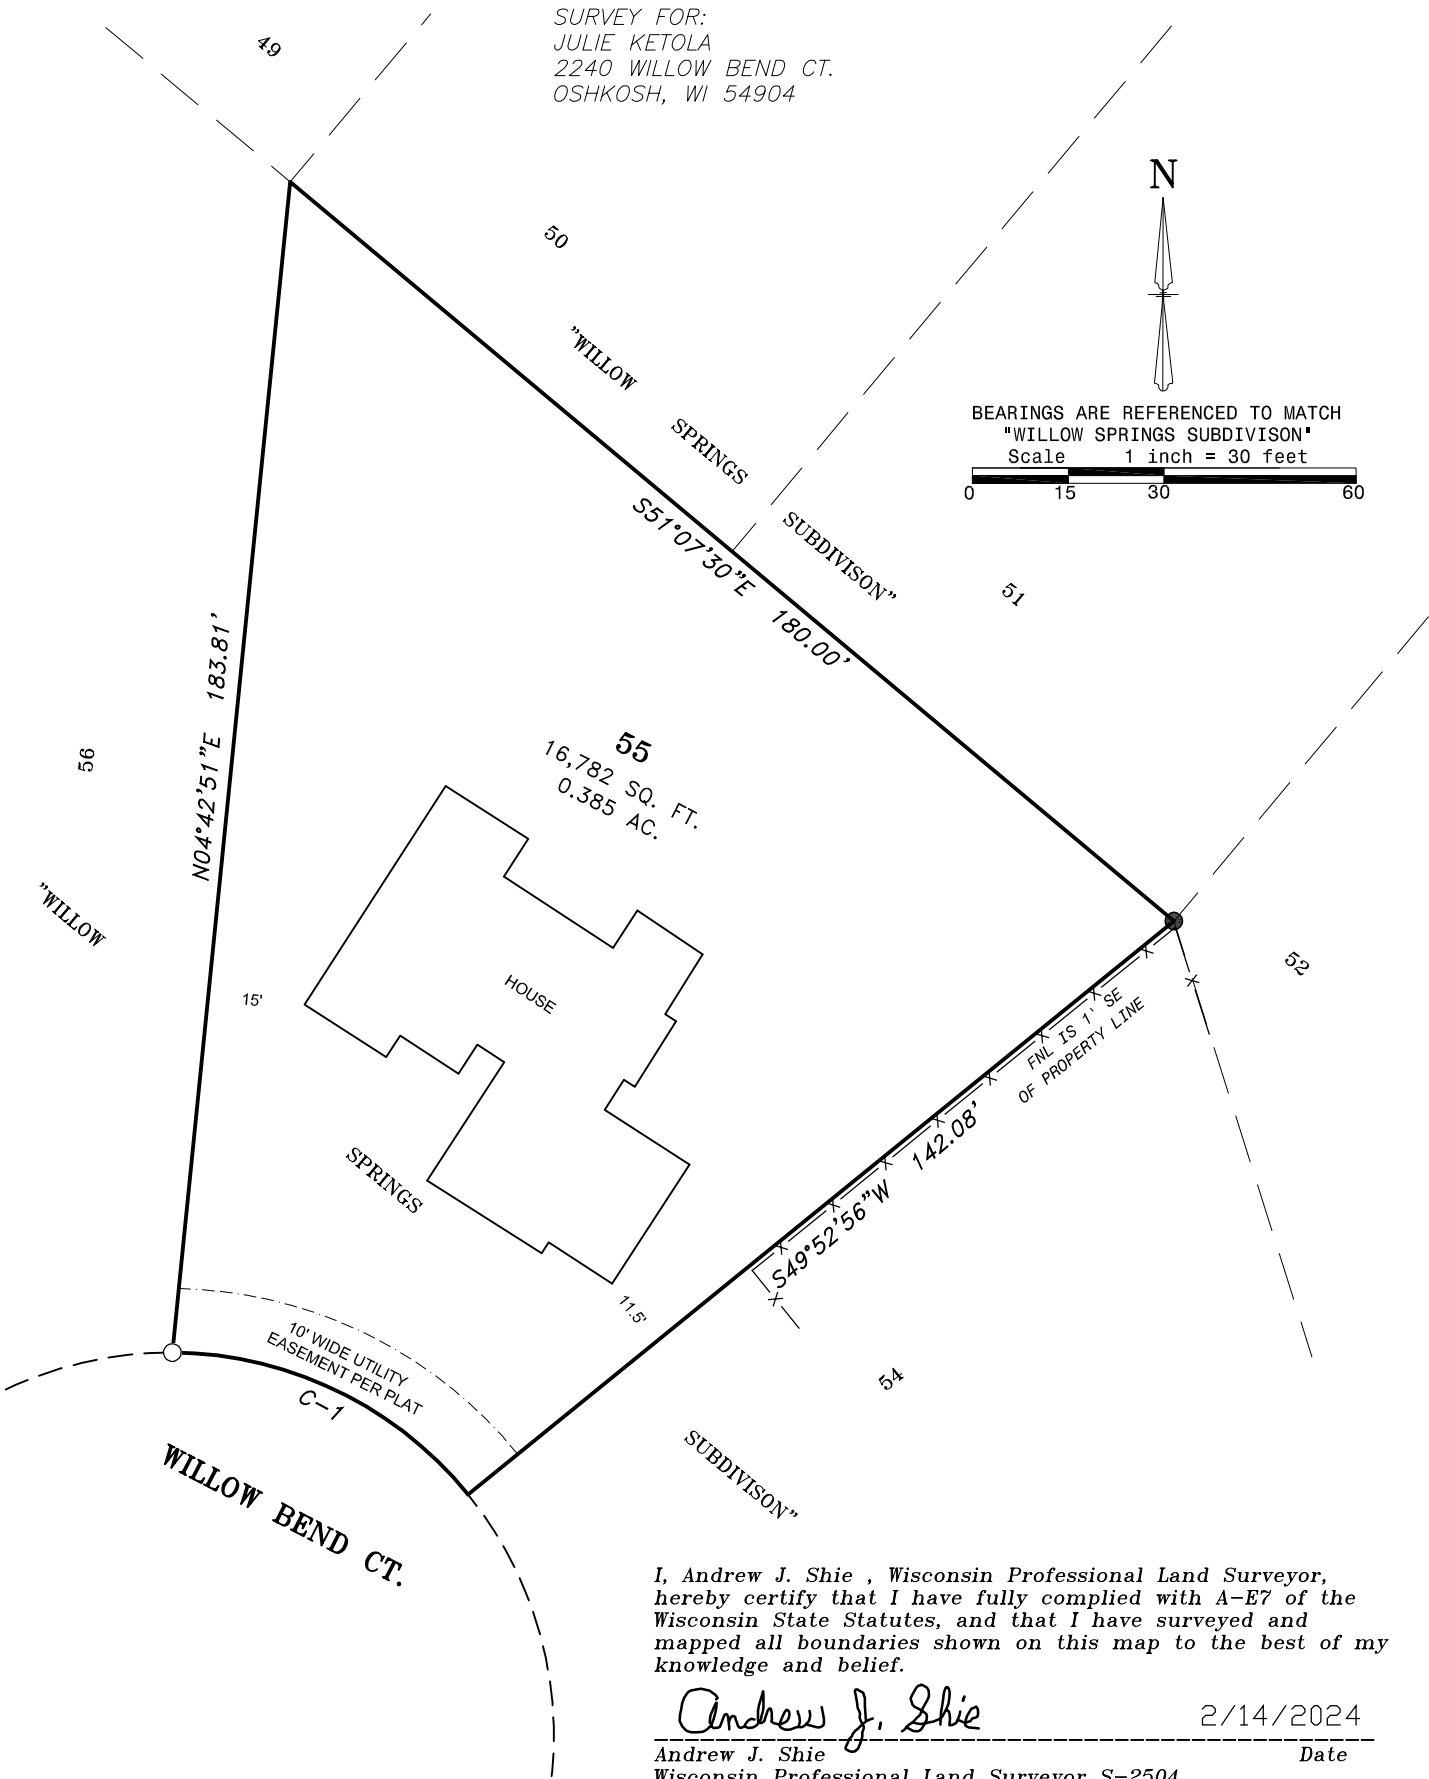 SURVEY FOR:
JULIE KETOLA
2240 WILLOW BEND CT.
OSHKOSH, WI 54904
49
N
50
"WILLOW
SPRINGS
SUBDIVISON"
BEARINGS ARE REFERENCED TO MATCH
"WILLOW SPRINGS SUBDIVISON"
Scale 1 inch = 30 feet
0 15 30 60
S51°07'30"E 180.00'
51
N04°42'51"E 183.81'
56
55
16,782 SQ. FT.
0.385 AC.
"WILLOW
HOUSE
52
15'
FNL IS 1' SE
OF PROPERTY LINE
S49°52'56"W 142.08'
SPRINGS
11.5'
10' WIDE UTILITY
EASEMENT PER PLAT
C-1
54
SUBDIVISON"
WILLOW BEND CT.
I, Andrew J. Shie , Wisconsin Professional Land Surveyor,
hereby certify that I have fully complied with A-E7 of the
Wisconsin State Statutes, and that I have surveyed and
mapped all boundaries shown on this map to the best of my
knowledge and belief.
Andrew J. Shie 2/14/2024
Andrew J. Shie Date
Wisconsin Professional Land Surveyor S-2504